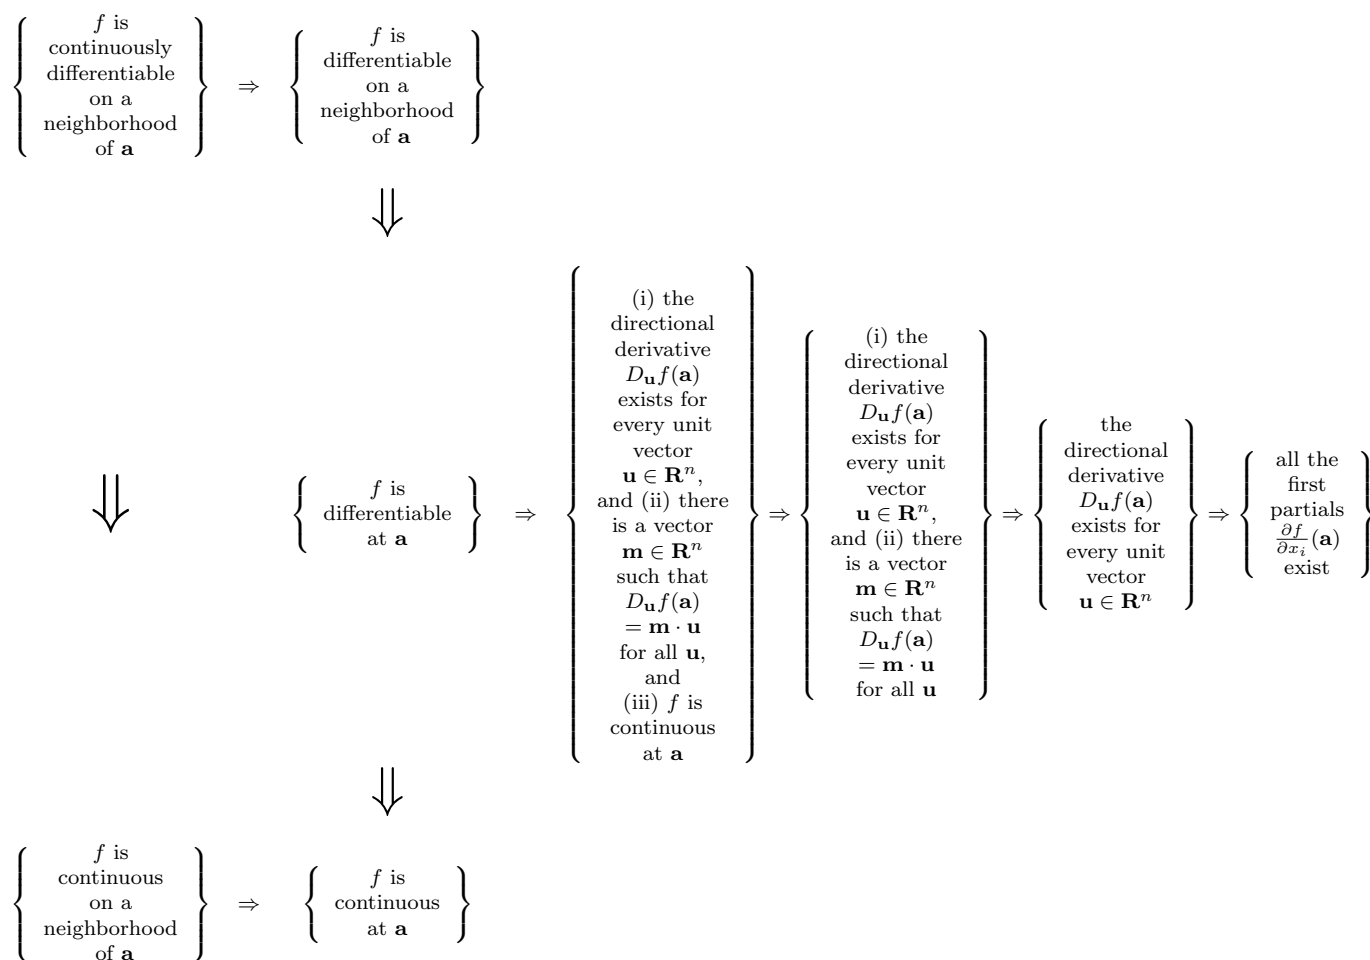 f is
continuously
differentiable
on a
neighborhood
of a
⇒
f is
differentiable
on a
neighborhood
of a
⇓
⇓
f is
differentiable
at a
⇒
(i) the
directional
derivative
D_u f(a)
exists for
every unit
vector
u ∈ R^n,
and (ii) there
is a vector
m ∈ R^n
such that
D_u f(a)
= m · u
for all u,
and
(iii) f is
continuous
at a
⇒
(i) the
directional
derivative
D_u f(a)
exists for
every unit
vector
u ∈ R^n,
and (ii) there
is a vector
m ∈ R^n
such that
D_u f(a)
= m · u
for all u
⇒
the
directional
derivative
D_u f(a)
exists for
every unit
vector
u ∈ R^n
⇒
all the
first
partials
∂f/∂x_i (a)
exist
⇓
f is
continuous
on a
neighborhood
of a
⇒
f is
continuous
at a